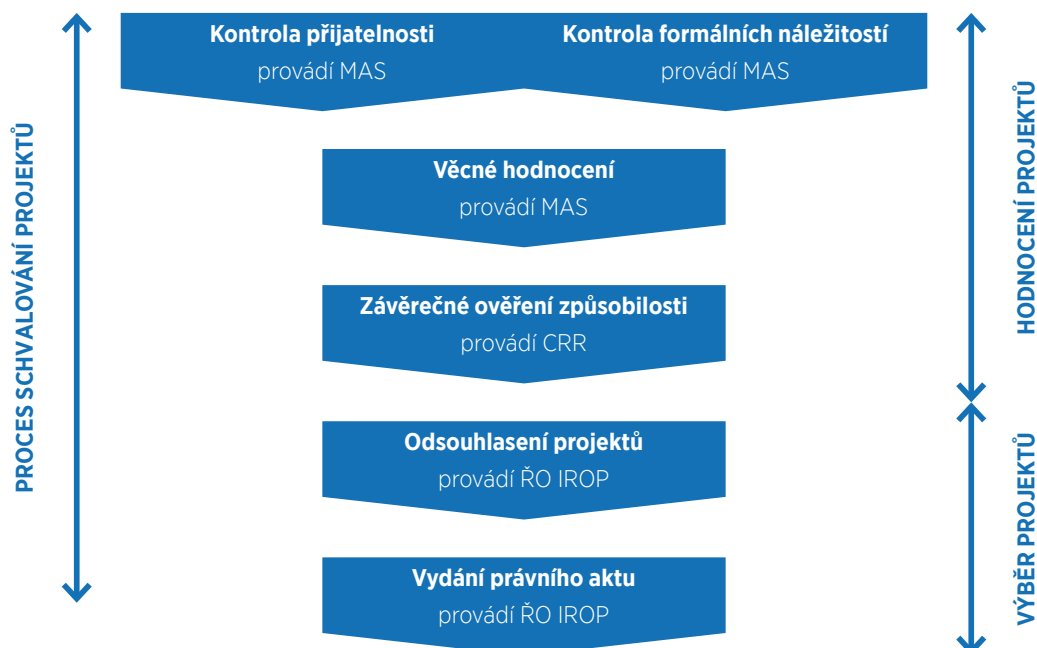 PROCES SCHVALOVÁNÍ PROJEKTŮ
Kontrola přijatelnosti
provádí MAS
Kontrola formálních náležitostí
provádí MAS
Věcné hodnocení
provádí MAS
Závěrečné ověření způsobilosti
provádí CRR
Odsouhlasení projektů
provádí ŘO IROP
Vydání právního aktu
provádí ŘO IROP
HODNOCENÍ PROJEKTŮ
VÝBĚR PROJEKTŮ